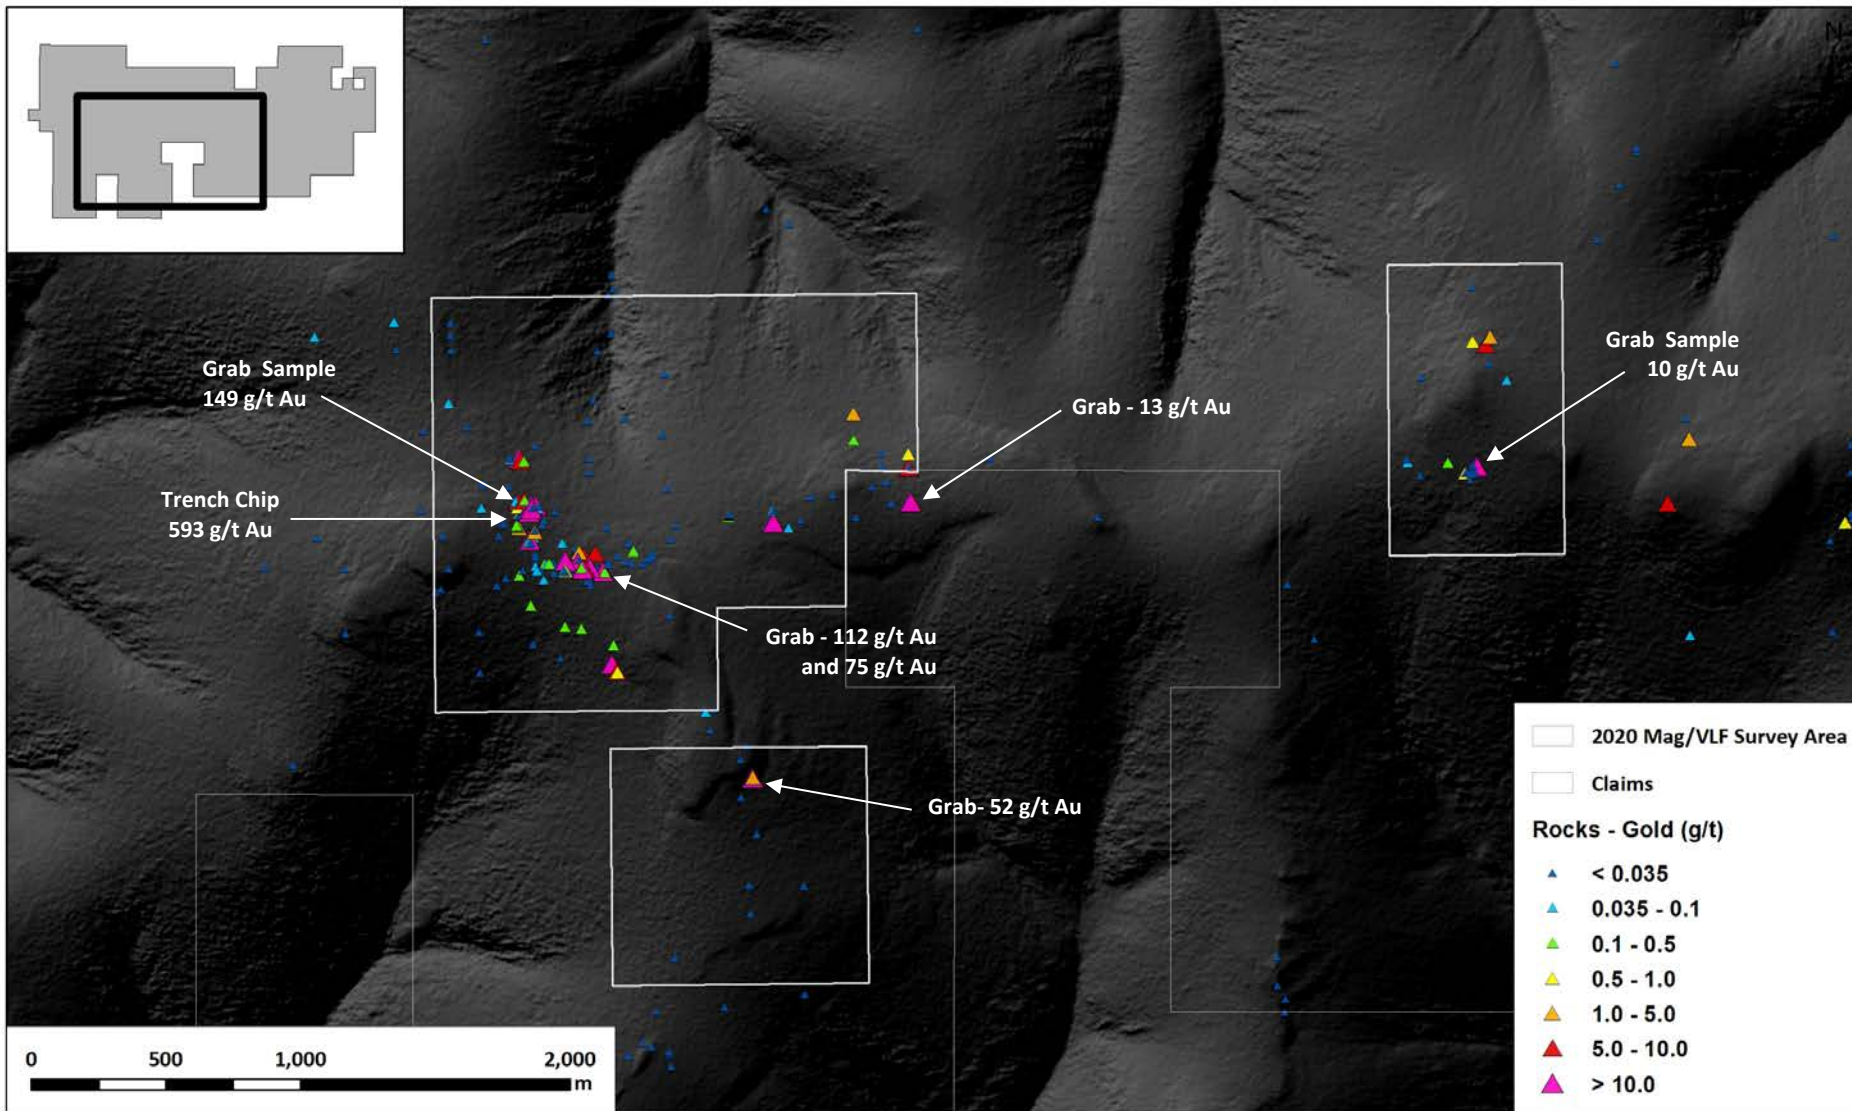 N
Grab Sample
149 g/t Au
Grab Sample
10 g/t Au
Grab - 13 g/t Au
Trench Chip
593 g/t Au
Grab - 112 g/t Au
and 75 g/t Au
Grab- 52 g/t Au
2020 Mag/VLF Survey Area
Claims
Rocks - Gold (g/t)
< 0.035
0.035 - 0.1
0.1 - 0.5
0.5 - 1.0
1.0 - 5.0
5.0 - 10.0
> 10.0
0 500 1,000 2,000
m